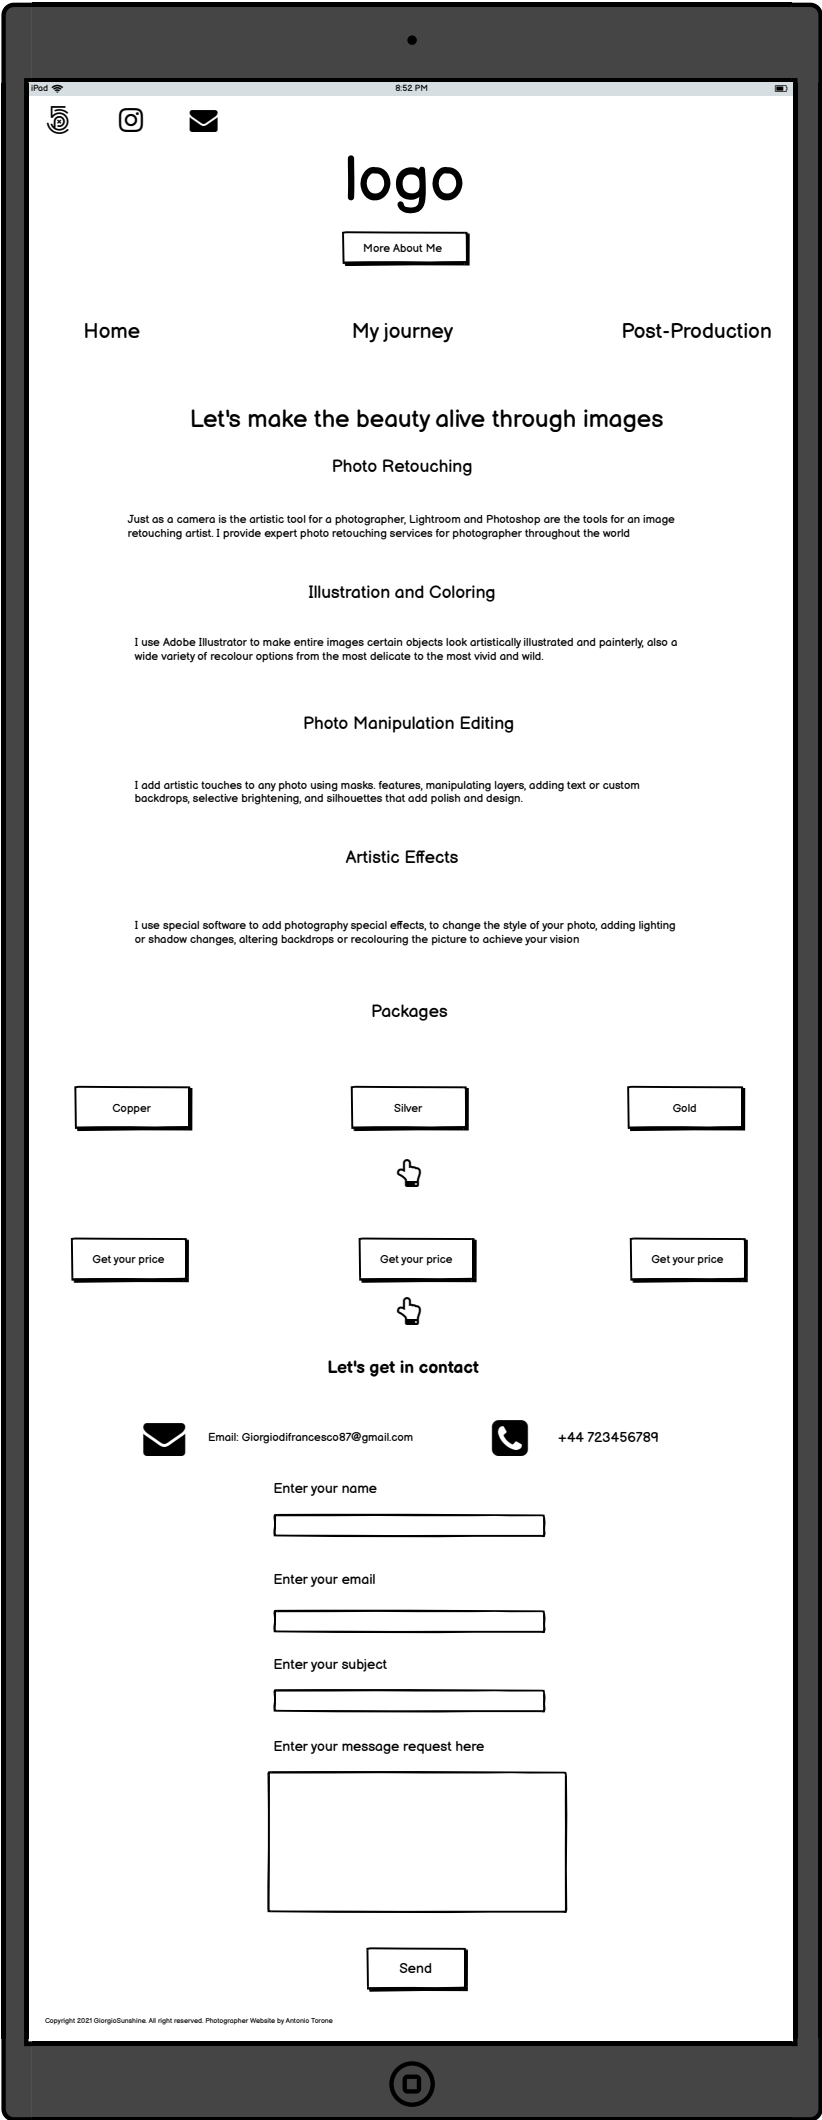 iPad
8:52 PM
logo
More About Me
Home
My journey
Post-Production
Let's make the beauty alive through images
Photo Retouching
Just as a camera is the artistic tool for a photographer, Lightroom and Photoshop are the tools for an image
retouching artist. I provide expert photo retouching services for photographer throughout the world
Illustration and Coloring
I use Adobe Illustrator to make entire images certain objects look artistically illustrated and painterly, also a
wide variety of recolour options from the most delicate to the most vivid and wild.
Photo Manipulation Editing
I add artistic touches to any photo using masks. features, manipulating layers, adding text or custom
backdrops, selective brightening, and silhouettes that add polish and design.
Artistic Effects
I use special software to add photography special effects, to change the style of your photo, adding lighting
or shadow changes, altering backdrops or recolouring the picture to achieve your vision
Packages
Copper
Silver
Gold
Get your price
Get your price
Get your price
Let's get in contact
Email: Giorgiodifrancesco87@gmail.com
+44 723456789
Enter your name
Enter your email
Enter your subject
Enter your message request here
Send
Copyright 2021 GiorgioSunshine. All right reserved. Photographer Website by Antonio Torone